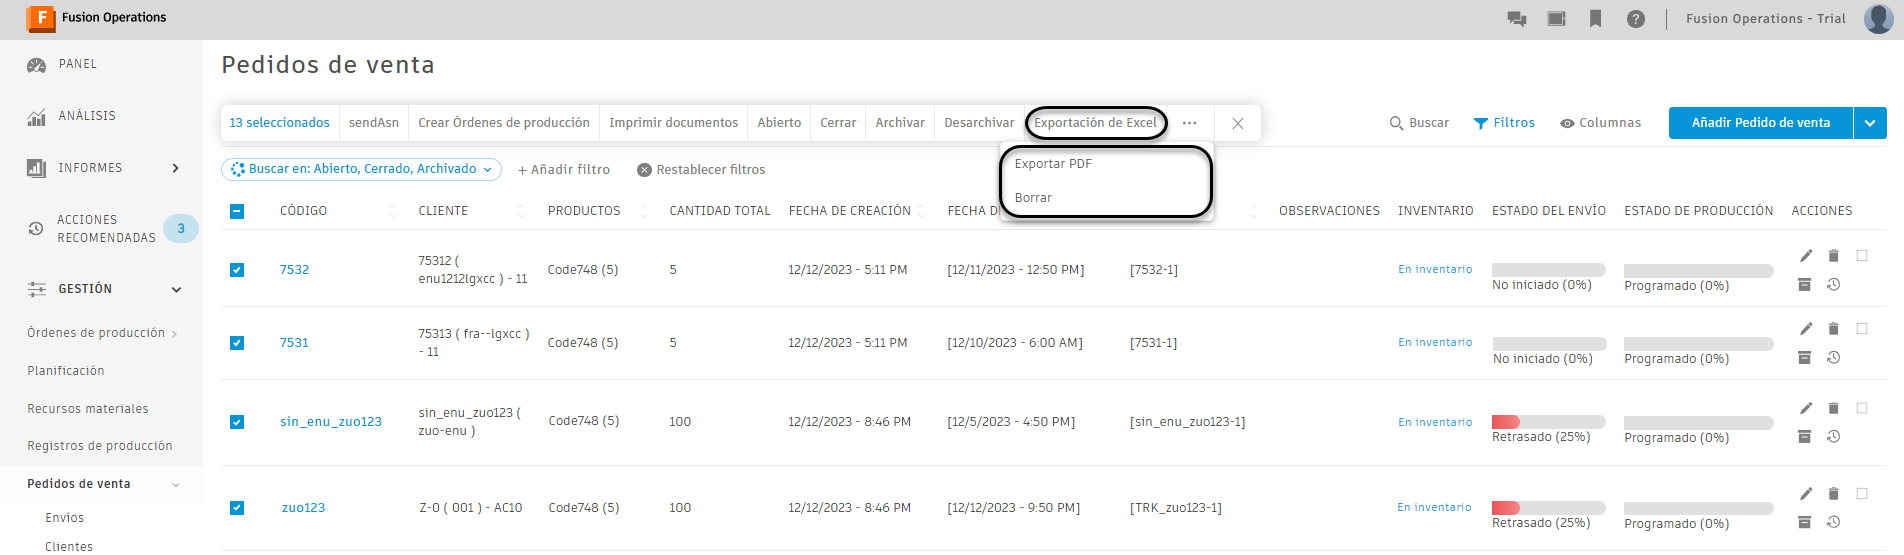 F Fusion Operations
Fusion Operations - Trial
PANEL
ANÁLISIS
INFORMES
ACCIONES
RECOMENDADAS
3
GESTIÓN
Órdenes de producción
Planificación
Recursos materiales
Registros de producción
Pedidos de venta
Envíos
Clientes
Pedidos de venta
13 seleccionados sendAsn Crear Órdenes de producción Imprimir documentos Abierto Cerrar Archivar Desarchivar Exportación de Excel ...
Buscar Filtros Columnas Añadir Pedido de venta
Exportar PDF
Borrar
Buscar en: Abierto, Cerrado, Archivado + Añadir filtro Restablecer filtros
CÓDIGO CLIENTE PRODUCTOS CANTIDAD TOTAL FECHA DE CREACIÓN FECHA OBSERVACIONES INVENTARIO ESTADO DEL ENVÍO ESTADO DE PRODUCCIÓN ACCIONES
7532 75312 ( Code748 (5) 5 12/12/2023 - 5:11 PM [12/11/2023 - 12:50 PM] [7532-1] En inventario
enu1212lgxcc ) - 11 No iniciado (0%) Programado (0%)
7531 75313 ( fra--lgxcc ) Code748 (5) 5 12/12/2023 - 5:11 PM [12/10/2023 - 6:00 AM] [7531-1] En inventario
- 11 No iniciado (0%) Programado (0%)
sin_enu_zuo123 sin_enu_zuo123 ( Code748 (5) 100 12/12/2023 - 8:46 PM [12/5/2023 - 4:50 PM] [sin_enu_zuo123-1] En inventario
zuo-enu ) Retrasado (25%) Programado (0%)
zuo123 Z-0 ( 001 ) - AC10 Code748 (5) 100 12/12/2023 - 8:46 PM [12/12/2023 - 9:50 PM] [TRK_zuo123-1] En inventario
Retrasado (25%) Programado (0%)